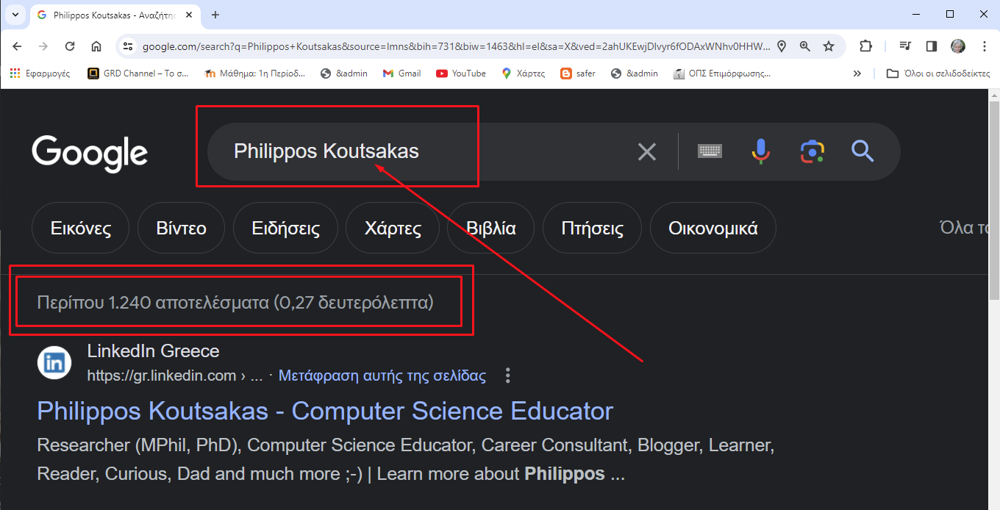 Philippos Koutsakas - Αναζήτησ
google.com/search?q=Philippos+Koutsakas&source=lmns&bih=731&biw=1463&hl=el&sa=X&ved=2ahUKEwjDlvyr6fODAxWNhv0HHW...
Εφαρμογές GRD Channel – Το σ... Μάθημα: 1η Περίοδ... &admin Gmail YouTube Χάρτες safer &admin ΟΠΣ Επιμόρφωσης... » Όλοι οι σελιδοδείκτες
Google Philippos Koutsakas
Εικόνες Βίντεο Ειδήσεις Χάρτες Βιβλία Πτήσεις Οικονομικά Όλα το
Περίπου 1.240 αποτελέσματα (0,27 δευτερόλεπτα)
in LinkedIn Greece
https://gr.linkedin.com › ... · Μετάφραση αυτής της σελίδας
Philippos Koutsakas - Computer Science Educator
Researcher (MPhil, PhD), Computer Science Educator, Career Consultant, Blogger, Learner,
Reader, Curious, Dad and much more ;-) | Learn more about Philippos ...